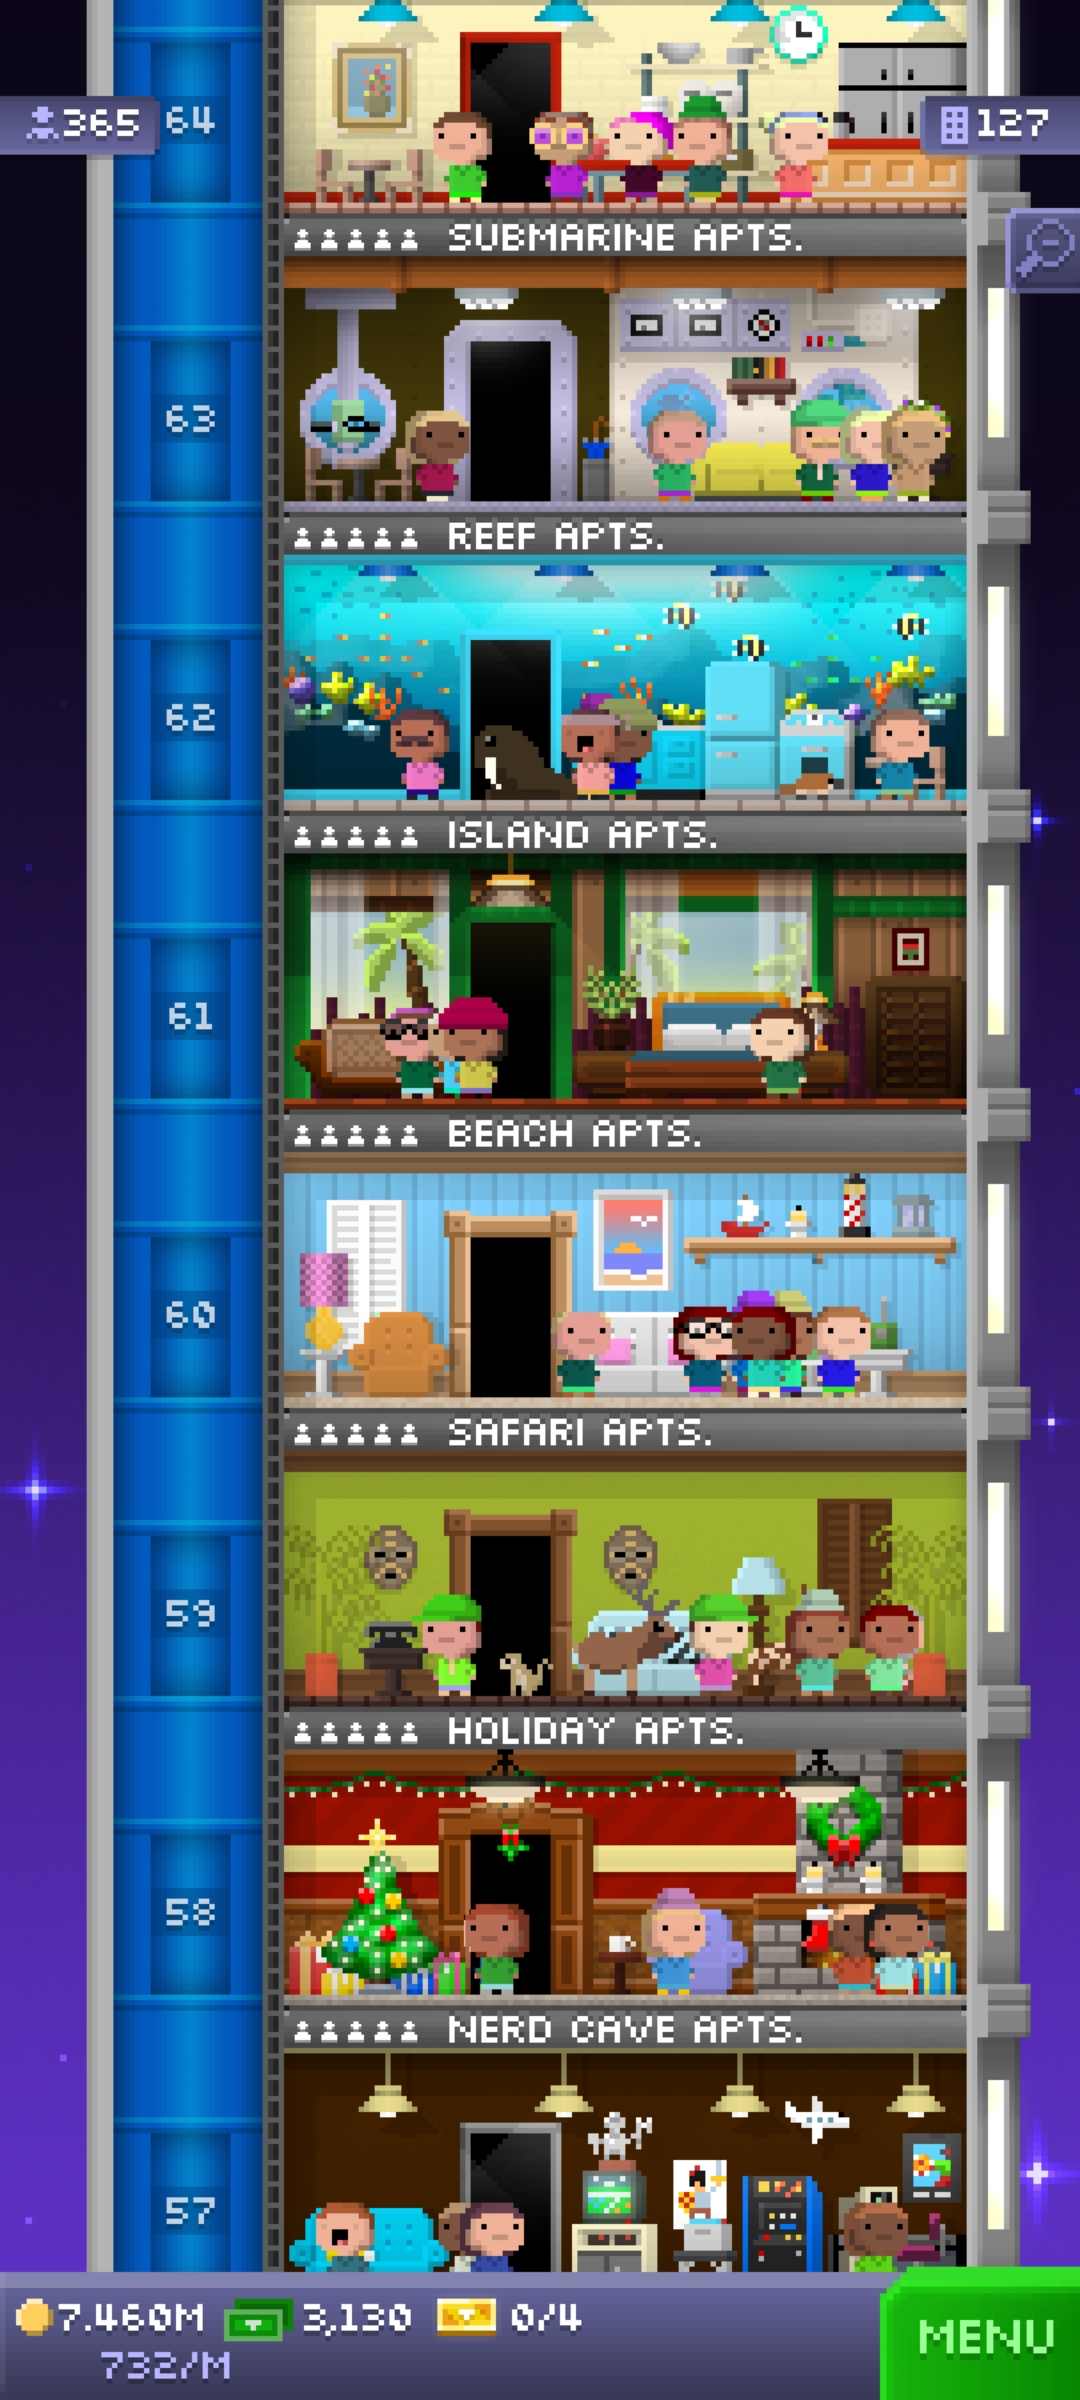 365
64
127
SUBMARINE APTS.
63
REEF APTS.
62
ISLAND APTS.
61
BEACH APTS.
60
SAFARI APTS.
59
HOLIDAY APTS.
58
NERD CAVE APTS.
57
7.460M 3,130 0/4
732/M
MENU